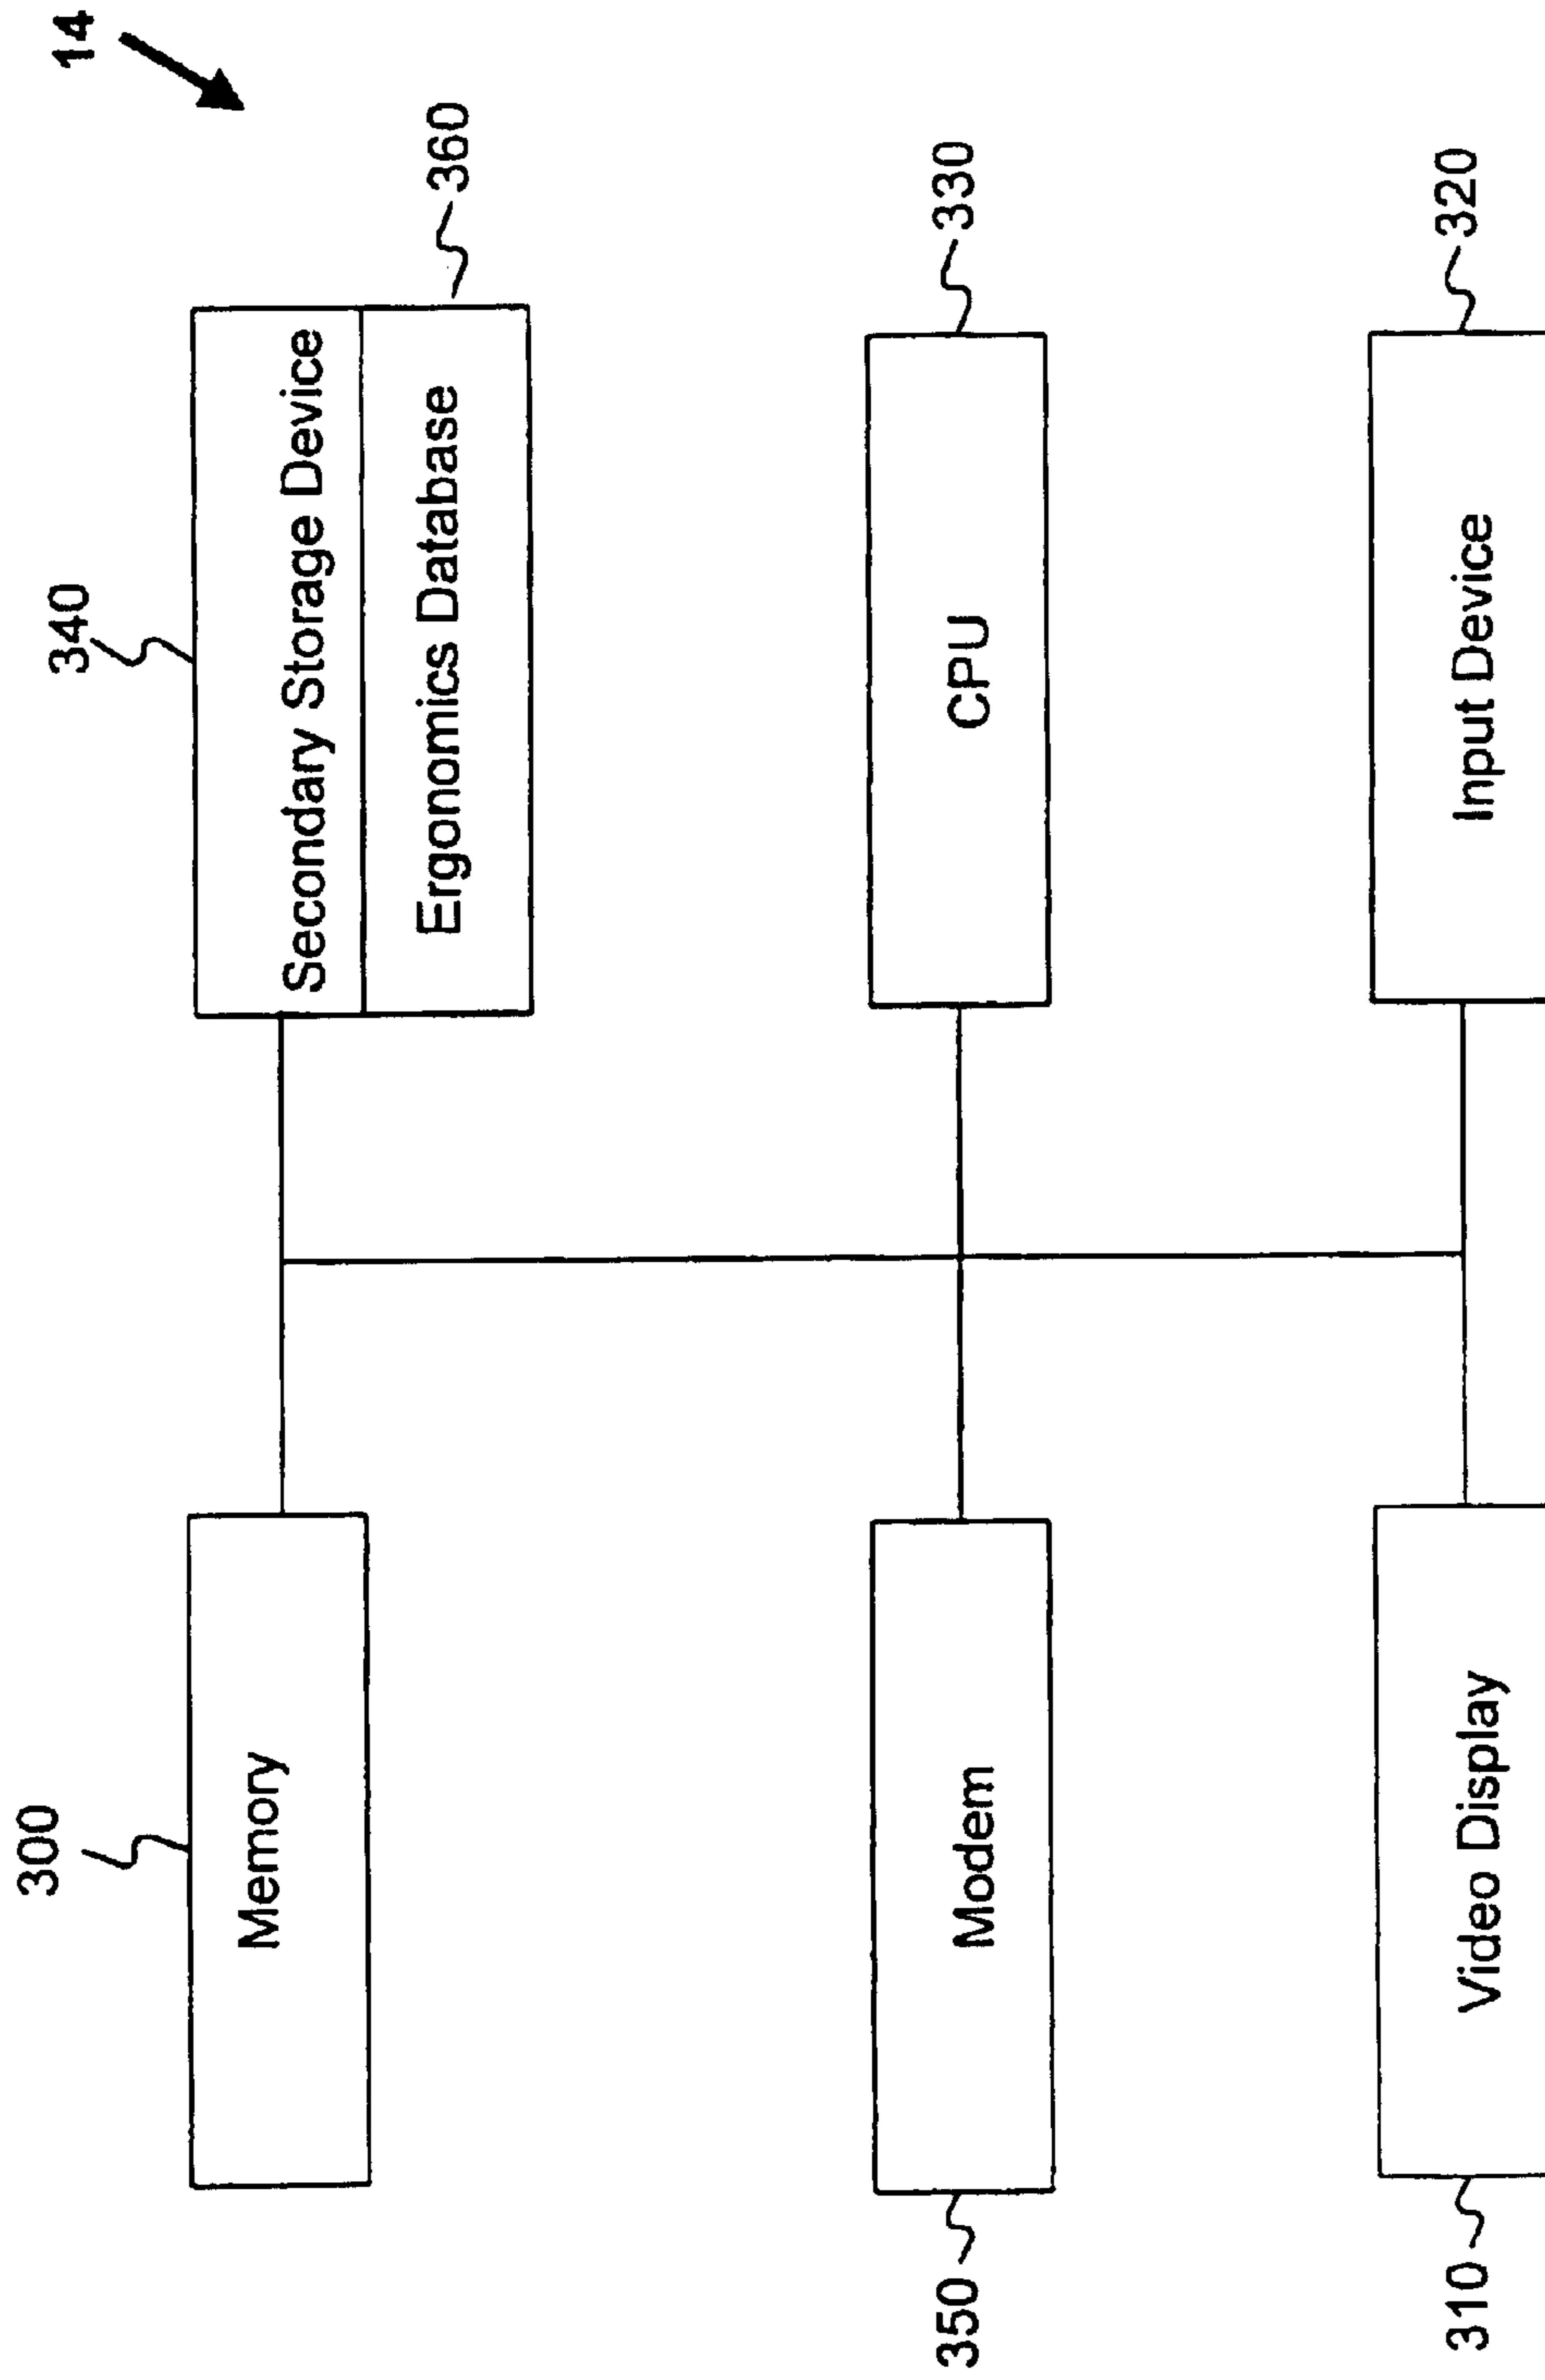 14
300
Memory
340
Secondary Storage Device
Ergonomics Database
360
350
Modem
CPU
330
310
Video Display
Input Device
320